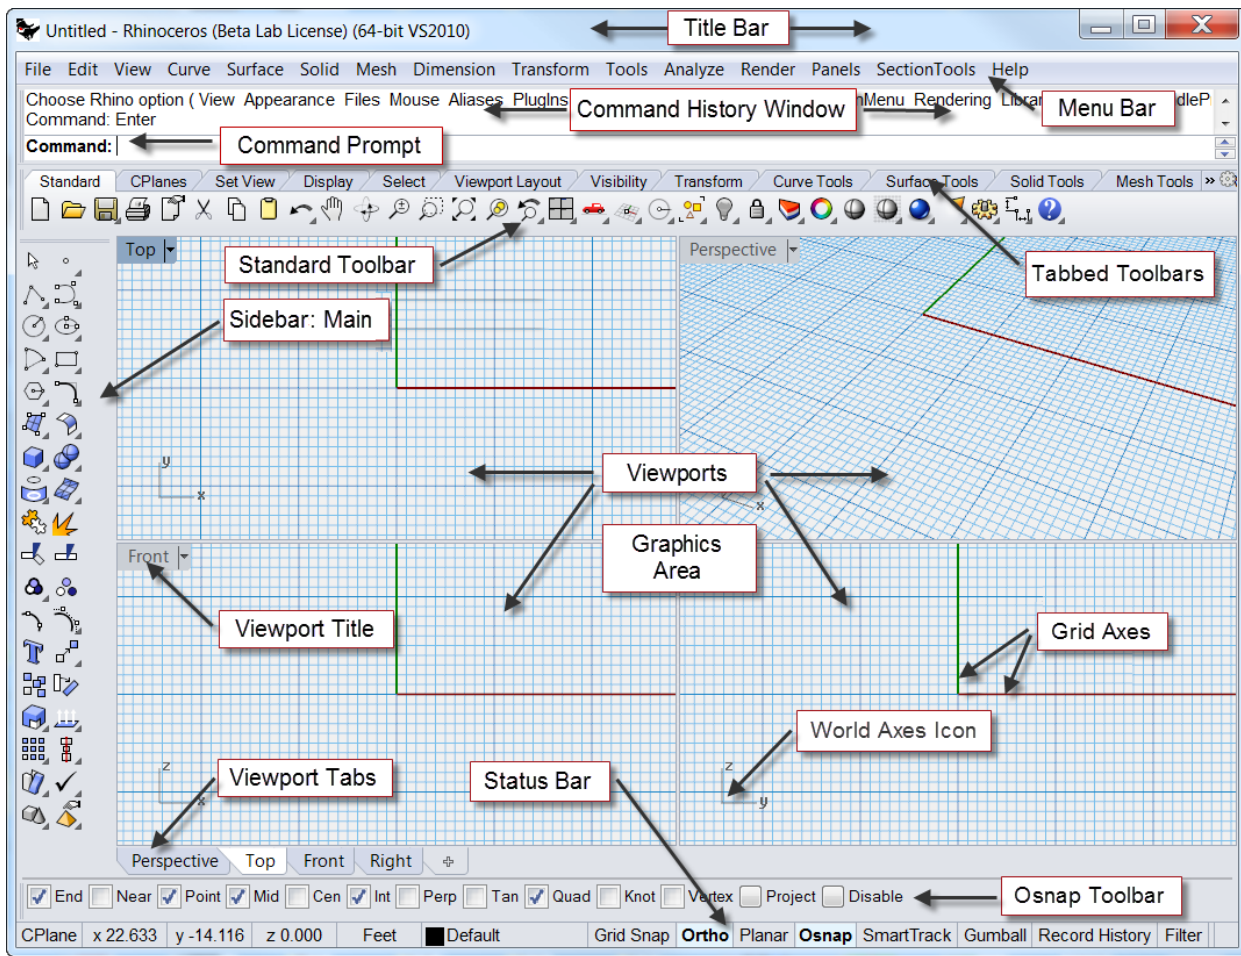 Untitled - Rhinoceros (Beta Lab License) (64-bit VS2010)
Title Bar
File Edit View Curve Surface Solid Mesh Dimension Transform Tools Analyze Render Panels SectionTools Help
Choose Rhino option ( View Appearance Files Mouse Aliases PlugIns Rendering
Command History Window
Menu Bar
Command: Enter
Command:
Command Prompt
Standard CPlanes Set View Display Select Viewport Layout Visibility Transform Curve Tools Surface Tools Solid Tools Mesh Tools »
Top
Perspective
Standard Toolbar
Tabbed Toolbars
Sidebar: Main
y
x
Viewports
x
Graphics
Area
Front
Viewport Title
Grid Axes
World Axes Icon
z
x
Viewport Tabs
Status Bar
z
y
Perspective Top Front Right
End Near Point Mid Cen Int Perp Tan Quad Knot Vertex Project Disable
Osnap Toolbar
CPlane x 22.633 y -14.116 z 0.000 Feet Default Grid Snap Ortho Planar Osnap SmartTrack Gumball Record History Filter